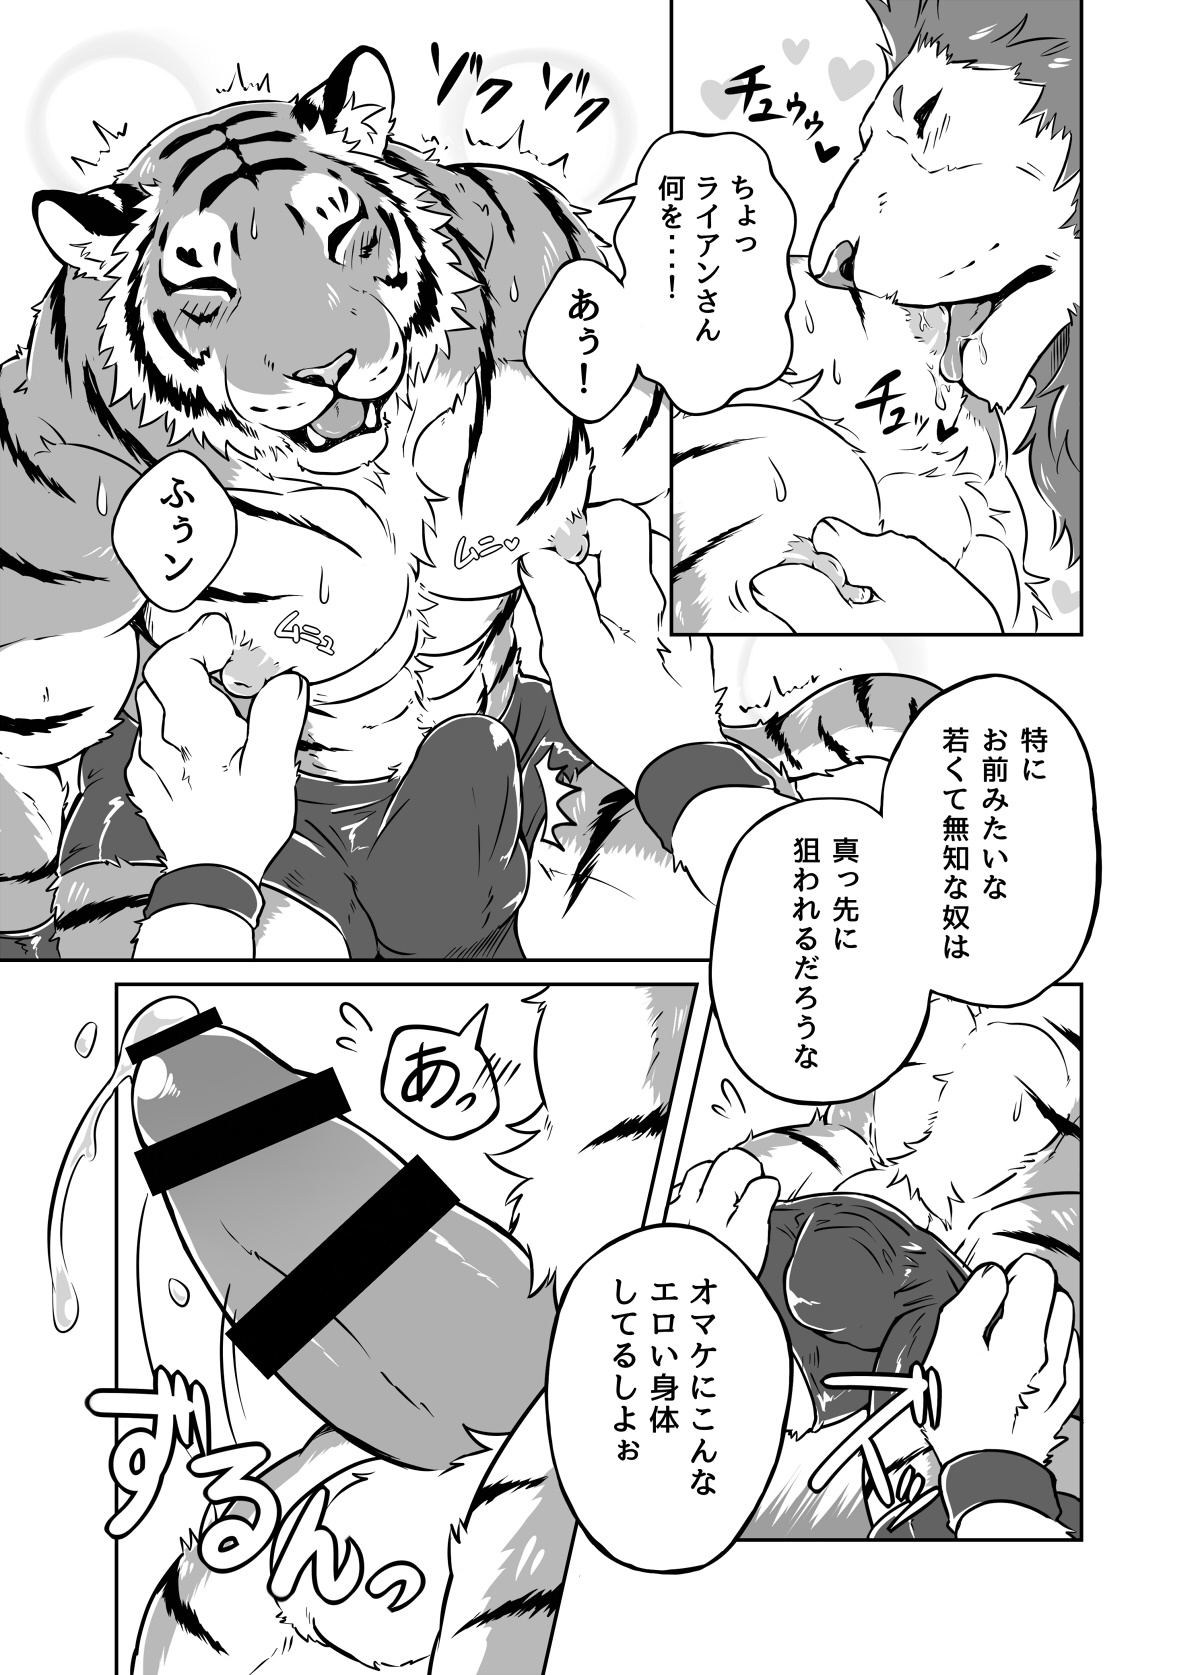 チュゥゥ
ちょっ
ライアンさん
何を‥‥！
チュ
あぅ！
ゾク
ゾク
ふぅン
ムニ
ムニュ
特に
お前みたいな
若くて無知な奴は
真っ先に
狙われるだろうな
オマケにこんな
エロい身体
してるしよぉ
あっ
ずるんっ